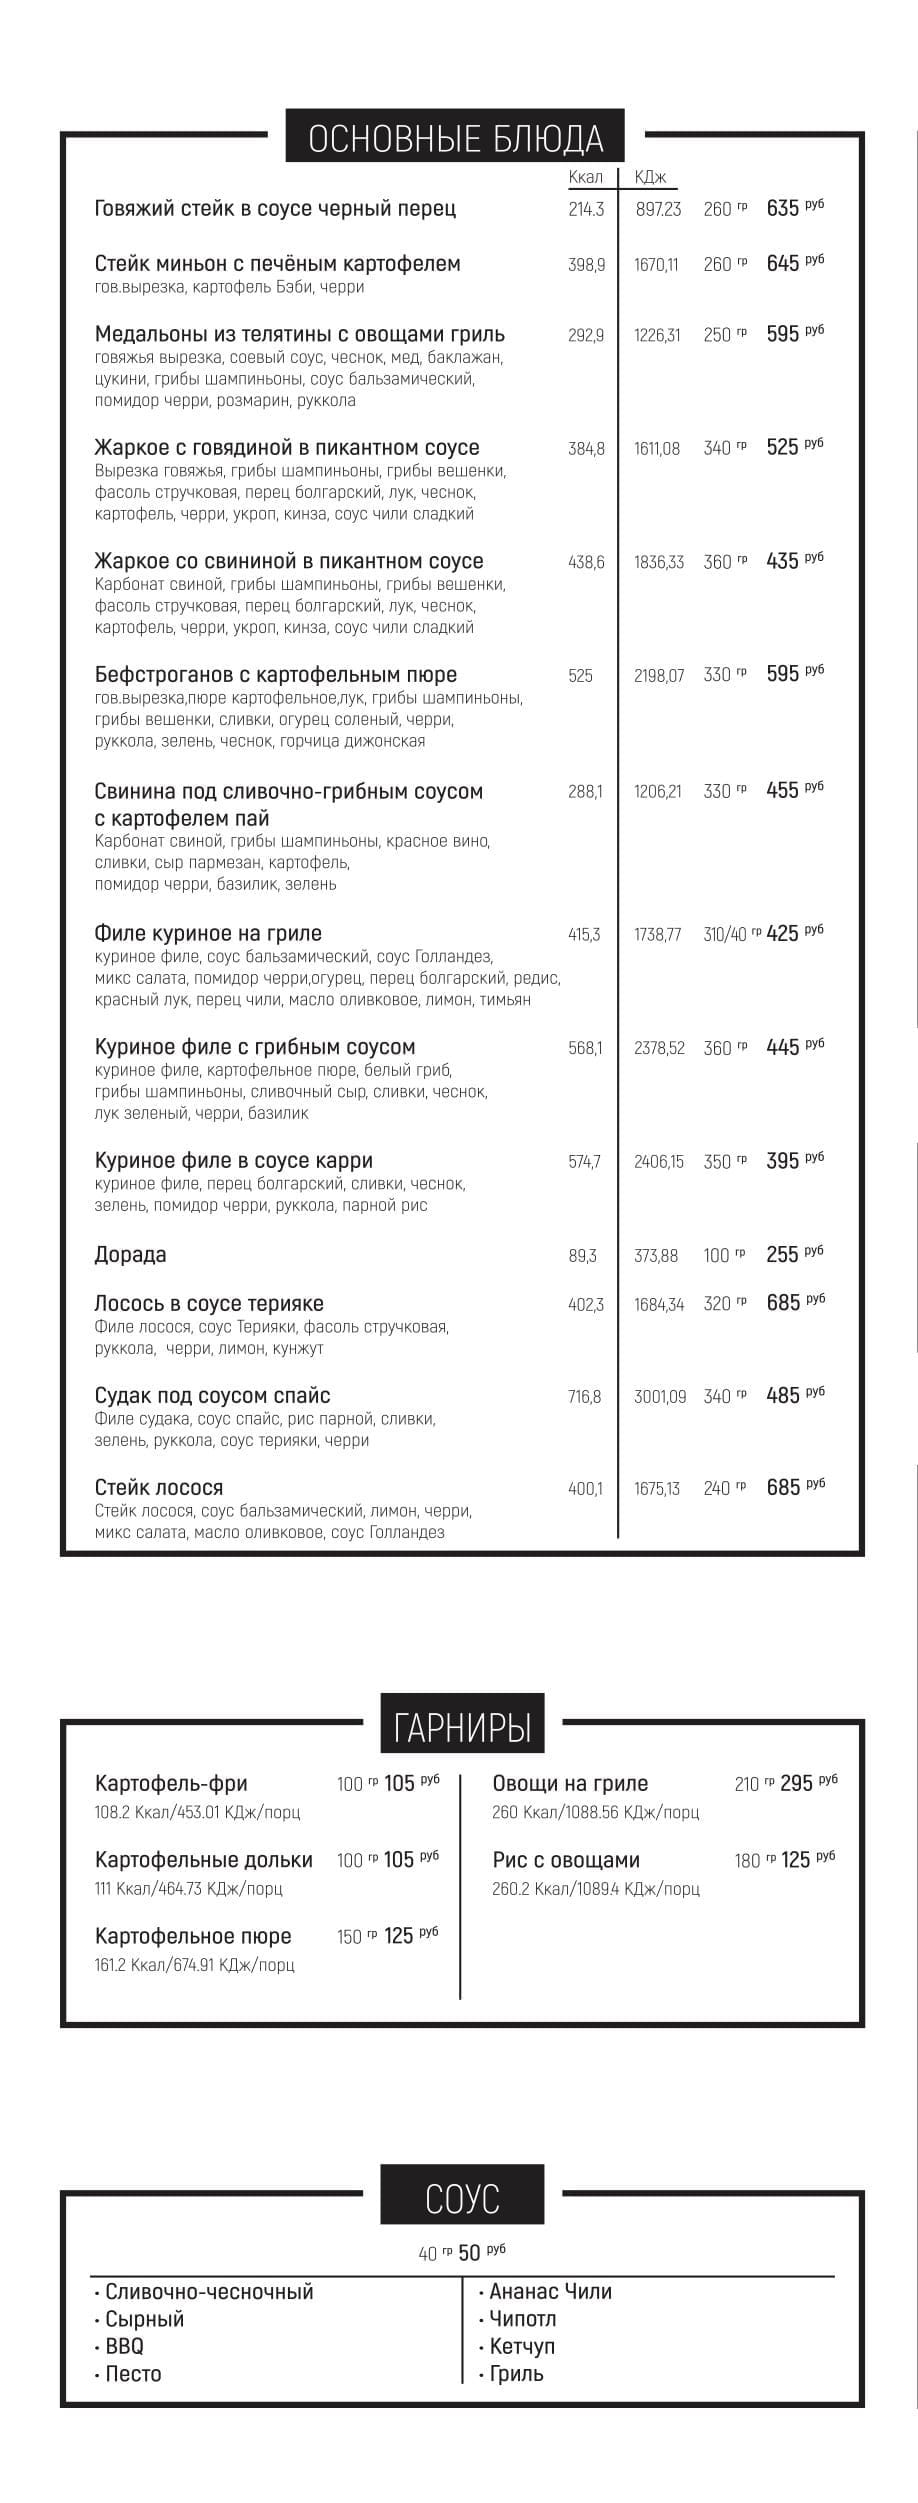 ОСНОВНЫЕ БЛЮДА
Ккал КДж
Говяжий стейк в соусе черный перец 214.3 897.23 260 гр 635 руб
Стейк миньон с печёным картофелем 398,9 1670,11 260 гр 645 руб
гов.вырезка, картофель Бэби, черри
Медальоны из телятины с овощами гриль 292,9 1226,31 250 гр 595 руб
говяжья вырезка, соевый соус, чеснок, мед, баклажан,
цукини, грибы шампиньоны, соус бальзамический,
помидор черри, розмарин, руккола
Жаркое с говядиной в пикантном соусе 384,8 1611,08 340 гр 525 руб
Вырезка говяжья, грибы шампиньоны, грибы вешенки,
фасоль стручковая, перец болгарский, лук, чеснок,
картофель, черри, укроп, кинза, соус чили сладкий
Жаркое со свининой в пикантном соусе 438,6 1836,33 360 гр 435 руб
Карбонат свиной, грибы шампиньоны, грибы вешенки,
фасоль стручковая, перец болгарский, лук, чеснок,
картофель, черри, укроп, кинза, соус чили сладкий
Бефстроганов с картофельным пюре 525 2198,07 330 гр 595 руб
гов.вырезка,пюре картофельное,лук, грибы шампиньоны,
грибы вешенки, сливки, огурец соленый, черри,
руккола, зелень, чеснок, горчица дижонская
Свинина под сливочно-грибным соусом 288,1 1206,21 330 гр 455 руб
с картофелем пай
Карбонат свиной, грибы шампиньоны, красное вино,
сливки, сыр пармезан, картофель,
помидор черри, базилик, зелень
Филе куриное на гриле 415,3 1738,77 310/40 гр 425 руб
куриное филе, соус бальзамический, соус Голландез,
микс салата, помидор черри,огурец, перец болгарский, редис,
красный лук, перец чили, масло оливковое, лимон, тимьян
Куриное филе с грибным соусом 568,1 2378,52 360 гр 445 руб
куриное филе, картофельное пюре, белый гриб,
грибы шампиньоны, сливочный сыр, сливки, чеснок,
лук зеленый, черри, базилик
Куриное филе в соусе карри 574,7 2406,15 350 гр 395 руб
куриное филе, перец болгарский, сливки, чеснок,
зелень, помидор черри, руккола, парной рис
Дорада 89,3 373,88 100 гр 255 руб
Лосось в соусе терияке 402,3 1684,34 320 гр 685 руб
Филе лосося, соус Терияки, фасоль стручковая,
руккола, черри, лимон, кунжут
Судак под соусом спайс 716,8 3001,09 340 гр 485 руб
Филе судака, соус спайс, рис парной, сливки,
зелень, руккола, соус терияки, черри
Стейк лосося 400,1 1675,13 240 гр 685 руб
Стейк лосося, соус бальзамический, лимон, черри,
микс салата, масло оливковое, соус Голландез
ГАРНИРЫ
Картофель-фри 100 гр 105 руб
108.2 Ккал/453.01 КДж/порц
Картофельные дольки 100 гр 105 руб
111 Ккал/464.73 КДж/порц
Картофельное пюре 150 гр 125 руб
161.2 Ккал/674.91 КДж/порц
Овощи на гриле 210 гр 295 руб
260 Ккал/1088.56 КДж/порц
Рис с овощами 180 гр 125 руб
260.2 Ккал/1089.4 КДж/порц
СОУС
40 гр 50 руб
• Сливочно-чесночный
• Сырный
• BBQ
• Песто
• Ананас Чили
• Чипотл
• Кетчуп
• Гриль